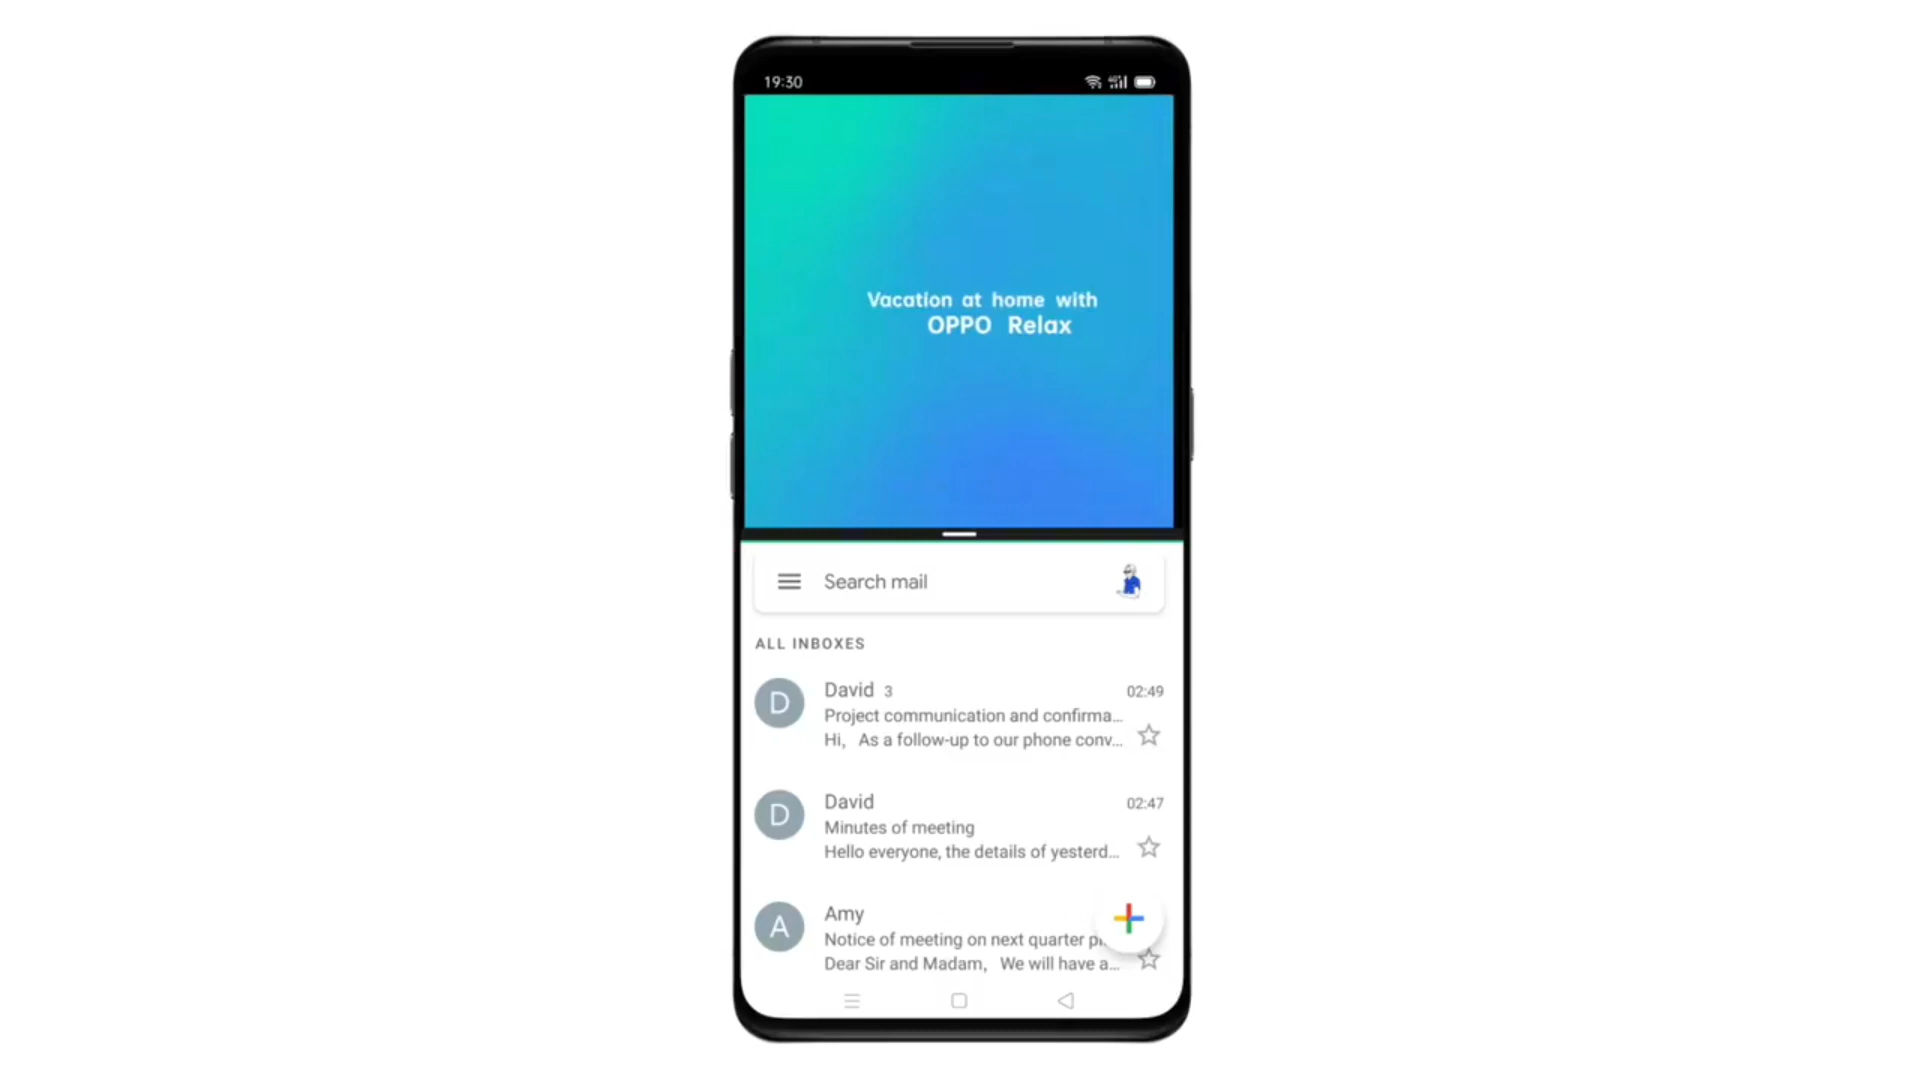 19:30
Vacation at home with
OPPO Relax
Search mail
ALL INBOXES
D
David 3
02:49
Project communication and confirma...
Hi, As a follow-up to our phone conv...
D
David
02:47
Minutes of meeting
Hello everyone, the details of yesterd...
A
Amy
Notice of meeting on next quarter
Dear Sir and Madam, We will have a...